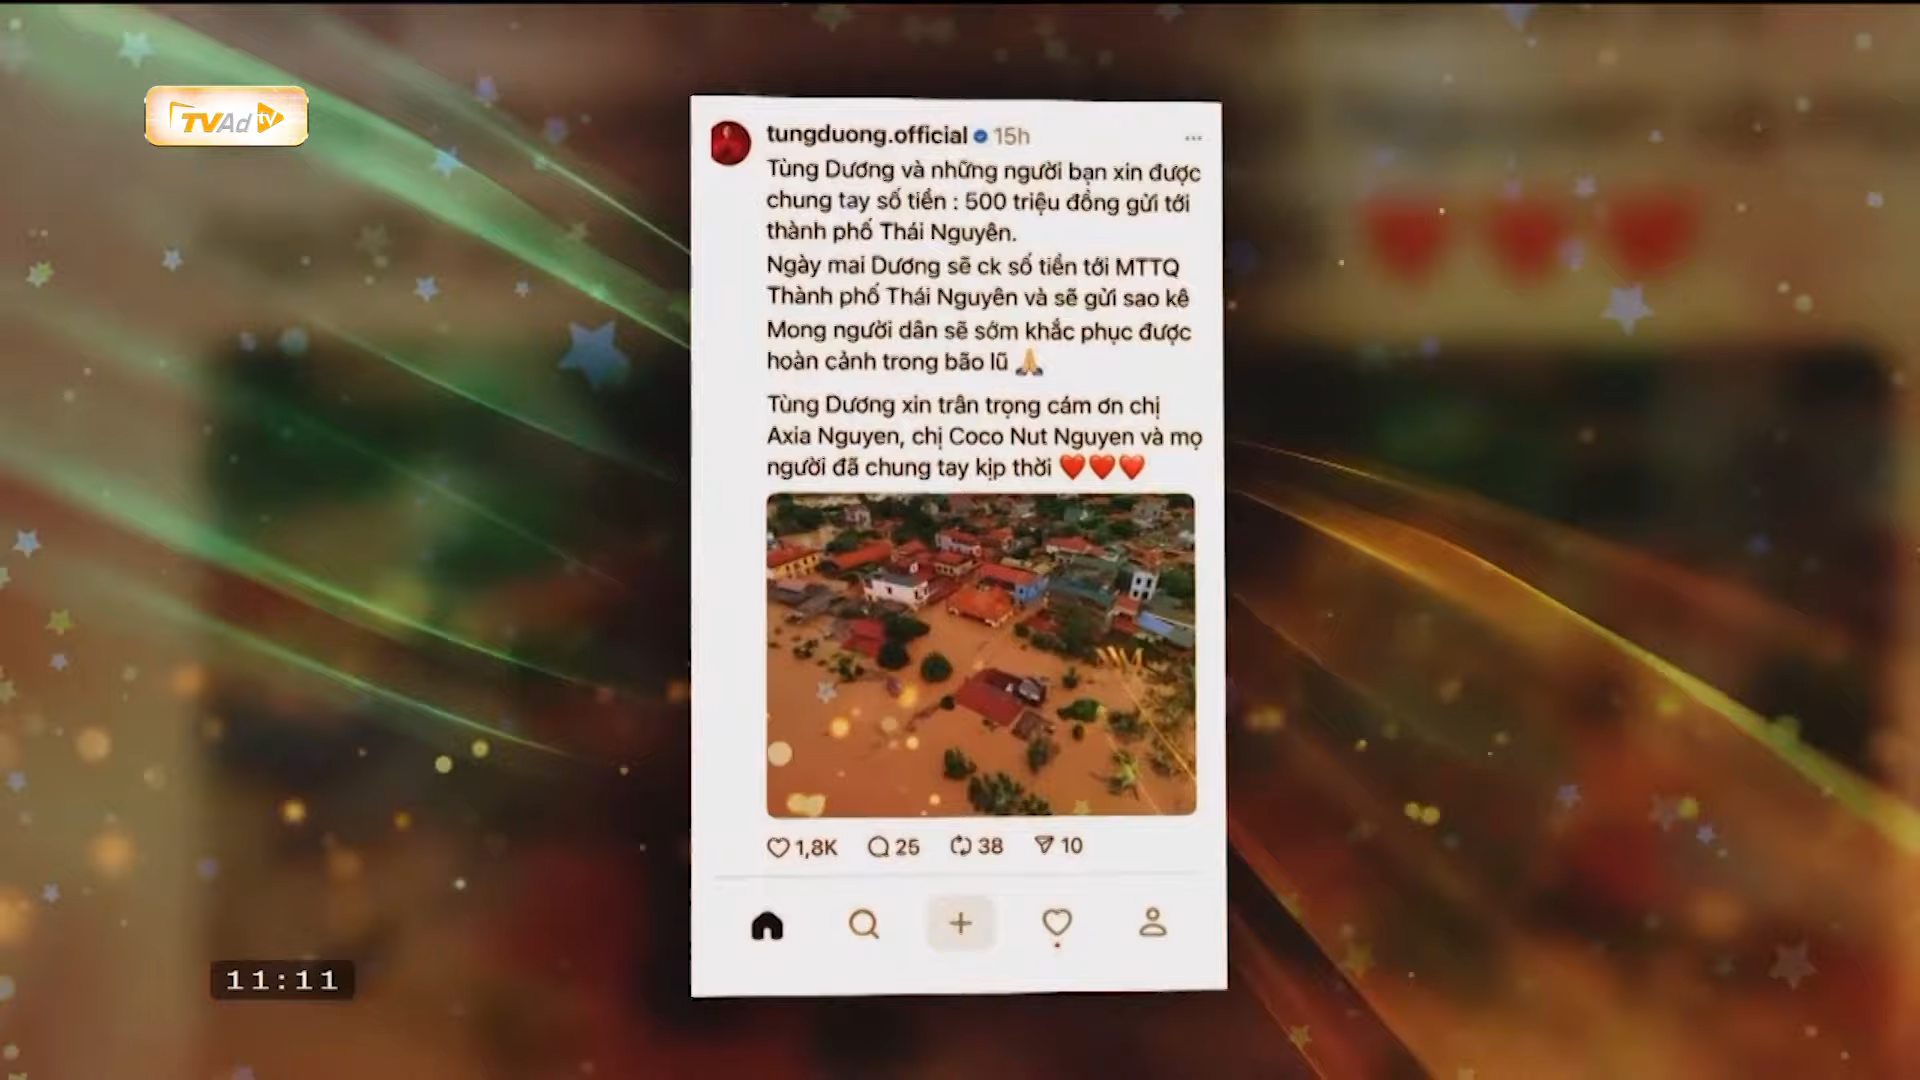 TVAd tv
tungduong.official 15h
Tùng Dương và những người bạn xin được
chung tay số tiền : 500 triệu đồng gửi tới
thành phố Thái Nguyên.
Ngày mai Dương sẽ ck số tiền tới MTTQ
Thành phố Thái Nguyên và sẽ gửi sao kê
Mong người dân sẽ sớm khắc phục được
hoàn cảnh trong bão lũ 🙏
Tùng Dương xin trân trọng cám ơn chị
Axia Nguyen, chị Coco Nut Nguyen và mọ
người đã chung tay kịp thời ❤️❤️❤️
1,8K 25 38 10
11:11